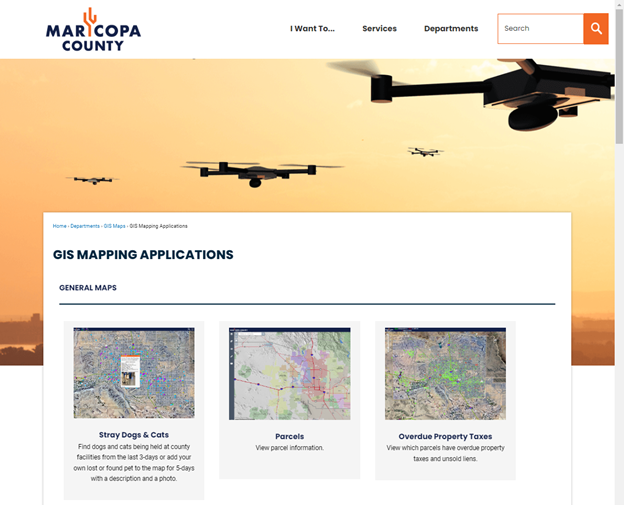 MARICOPA
COUNTY
I Want To...
Services
Departments
Search
Home › Departments › GIS Maps › GIS Mapping Applications
GIS MAPPING APPLICATIONS
GENERAL MAPS
Stray Dogs & Cats
Find dogs and cats being held at county
facilities from the last 3-days or add your
own lost or found pet to the map for 5-days
with a description and a photo.
Parcels
View parcel information.
Overdue Property Taxes
View which parcels have overdue property
taxes and unsold liens.